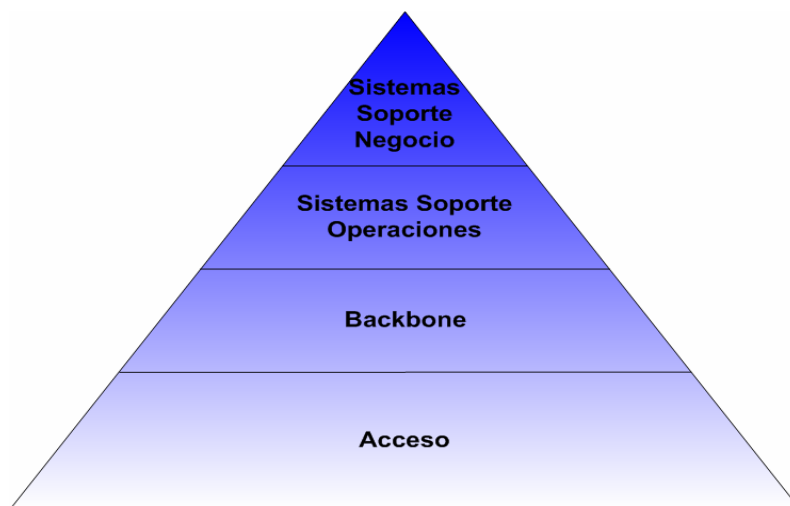 Sistemas
Soporte
Negocio
Sistemas Soporte
Operaciones
Backbone
Acceso